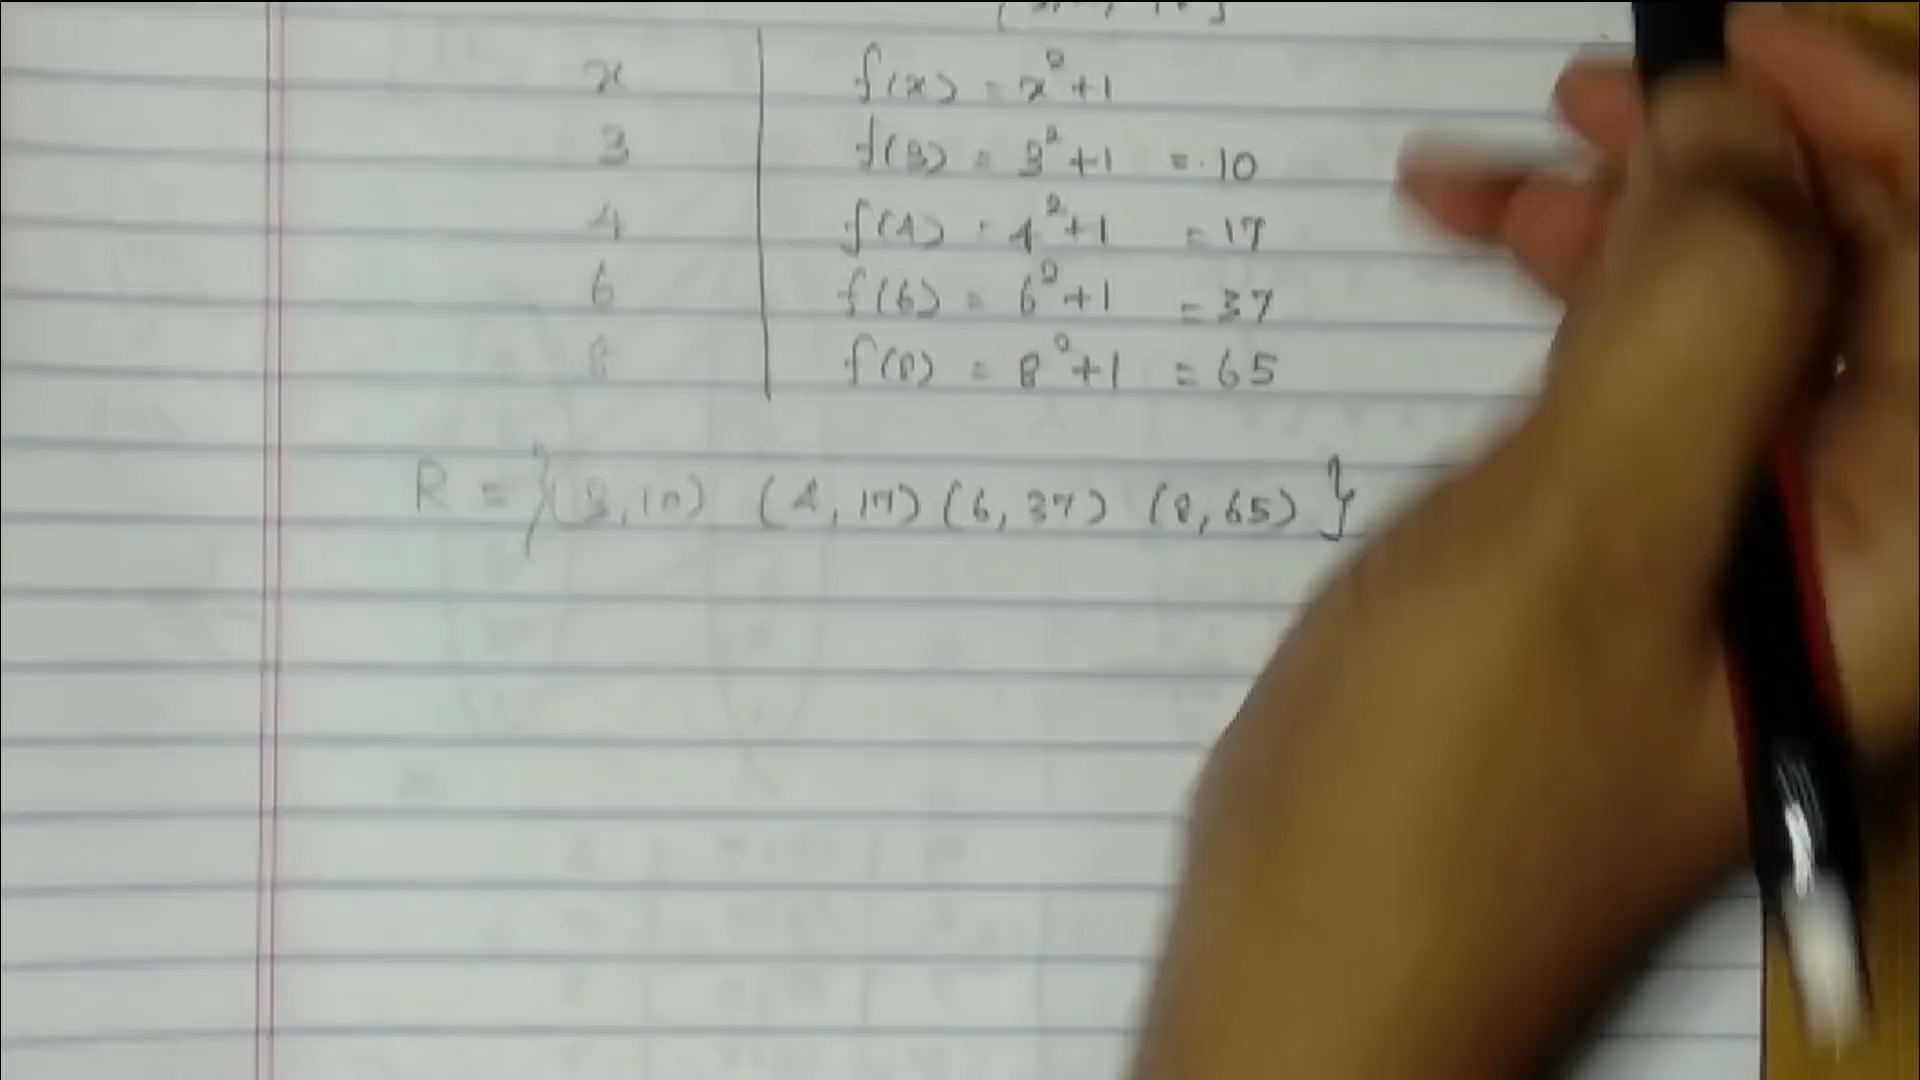 x f(x) = x²+1
3 f(3) = 3²+1 = 10
4 f(4) = 4²+1 = 17
6 f(6) = 6²+1 = 37
8 f(8) = 8²+1 = 65
R = {(3,10) (4,17) (6,37) (8,65)}